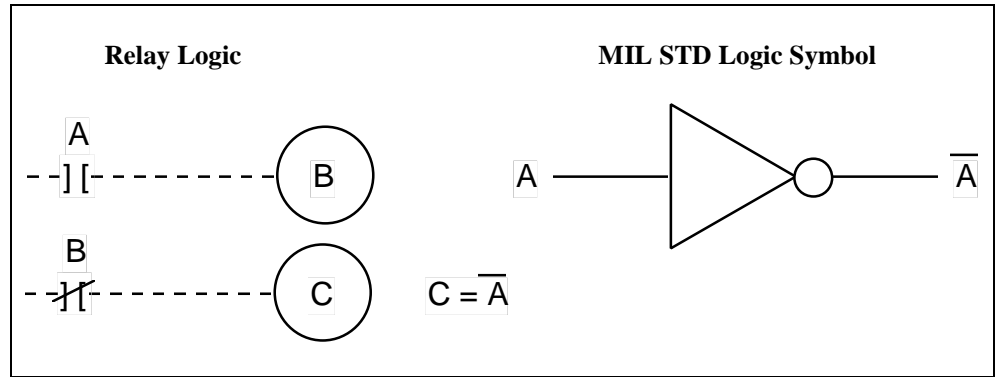 Relay Logic
MIL STD Logic Symbol
A
] [
B
B
] [
C
C = A̅
A
A̅